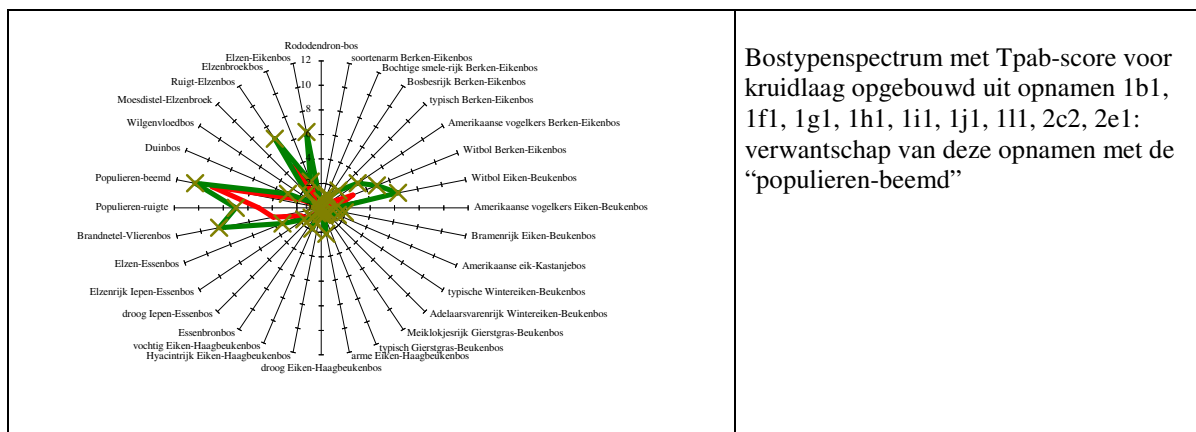 Rododendron-bos
Elzen-Eikenbos
soortenarm Berken-Eikenbos
12
Elzenbroekbos
Bochtige smele-rijk Berken-Eikenbos
Ruigt-Elzenbos
10
Bosbesrijk Berken-Eikenbos
Moesdistel-Elzenbroek
8
typisch Berken-Eikenbos
Wilgenvloedbos
Amerikaanse vogelkers Berken-Eikenbos
Duinbos
4
Witbol Berken-Eikenbos
Populieren-beemd
2
Witbol Eiken-Beukenbos
Populieren-ruigte
Amerikaanse vogelkers Eiken-Beukenbos
Brandnetel-Vlierenbos
Bramenrijk Eiken-Beukenbos
Elzen-Essenbos
Amerikaanse eik-Kastanjebos
Elzenrijk Iepen-Essenbos
typische Wintereiken-Beukenbos
droog Iepen-Essenbos
Adelaarsvarenrijk Wintereiken-Beukenbos
Essenbronbos
Meiklokjesrijk Gierstgras-Beukenbos
vochtig Eiken-Haagbeukenbos
typisch Gierstgras-Beukenbos
Hyacintrijk Eiken-Haagbeukenbos
arme Eiken-Haagbeukenbos
droog Eiken-Haagbeukenbos
Bostypenspectrum met Tpab-score voor
kruidlaag opgebouwd uit opnamen 1b1,
1f1, 1g1, 1h1, 1i1, 1j1, 1l1, 2c2, 2e1:
verwantschap van deze opnamen met de
“populieren-beemd”